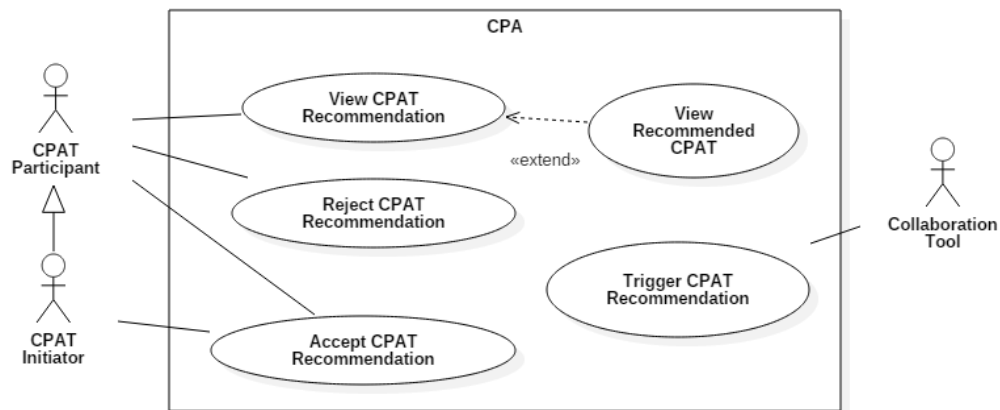 CPA
View CPAT
Recommendation
View
Recommended
CPAT
«extend»
CPAT
Participant
Reject CPAT
Recommendation
Collaboration
Tool
Trigger CPAT
Recommendation
CPAT
Initiator
Accept CPAT
Recommendation